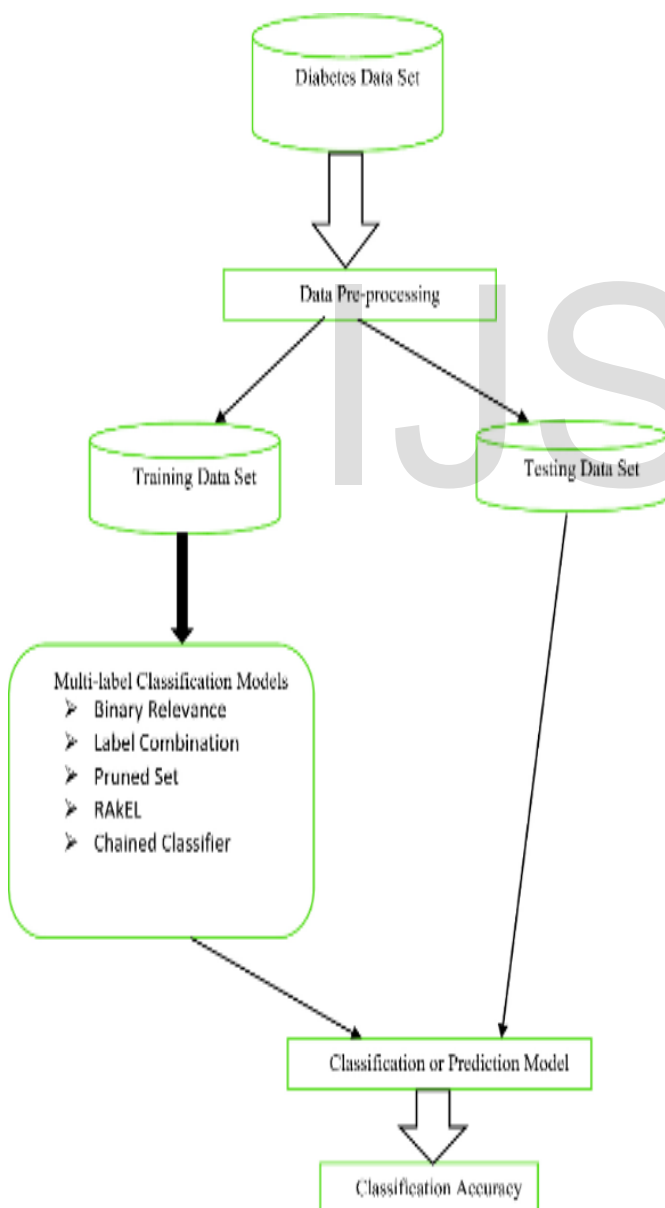 Diabetes Data Set
Data Pre-processing
IJS
Training Data Set
Testing Data Set
Multi-label Classification Models
➢ Binary Relevance
➢ Label Combination
➢ Pruned Set
➢ RAkEL
➢ Chained Classifier
Classification or Prediction Model
Classification Accuracy